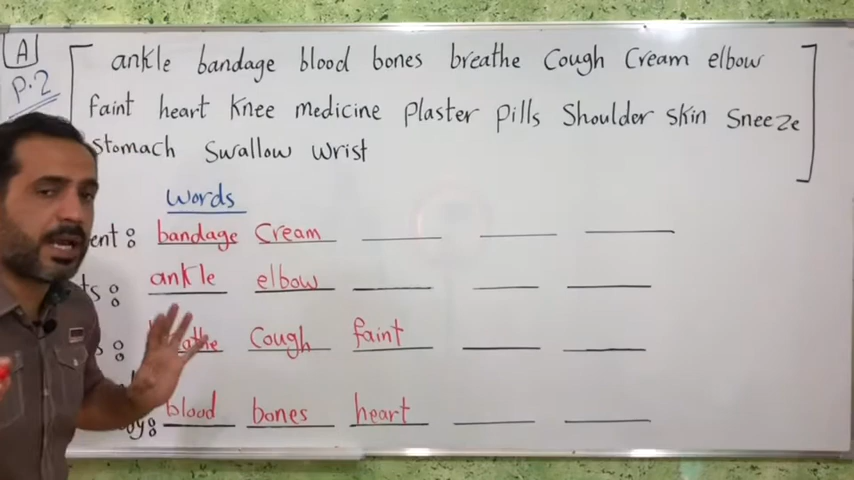 A
P.2
ankle bandage blood bones breathe Cough Cream elbow
faint heart Knee medicine Plaster Pills Shoulder skin Sneeze
Stomach Swallow wrist
Words
ent: bandage Cream
ts: ankle elbow
s: Cough faint
oy: blood bones heart